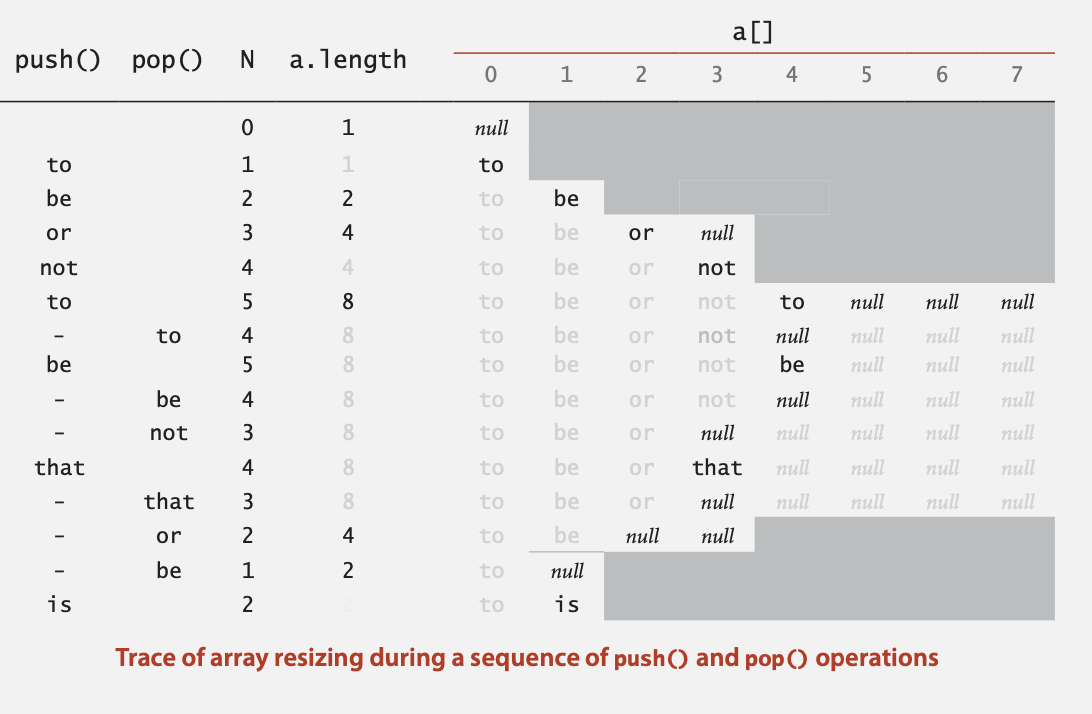 a[]
push() pop() N a.length
0 1 2 3 4 5 6 7
0 1 null
to 1 1 to
be 2 2 to be
or 3 4 to be or null
not 4 4 to be or not
to 5 8 to be or not to null null null
– to 4 8 to be or not null null null null
be 5 8 to be or not be null null null
– be 4 8 to be or not null null null null
– not 3 8 to be or null null null null null
that 4 8 to be or that null null null null
– that 3 8 to be or null null null null null
– or 2 4 to be null null
– be 1 2 to null
is 2 2 to is
Trace of array resizing during a sequence of push() and pop() operations